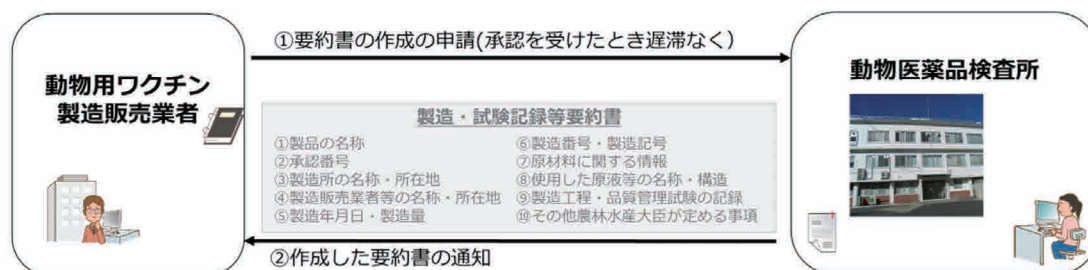 ①要約書の作成の申請(承認を受けたとき遅滞なく）
動物用ワクチン
製造販売業者
動物医薬品検査所
製造・試験記録等要約書
①製品の名称
②承認番号
③製造所の名称・所在地
④製造販売業者等の名称・所在地
⑤製造年月日・製造量
⑥製造番号・製造記号
⑦原材料に関する情報
⑧使用した原液等の名称・構造
⑨製造工程・品質管理試験の記録
⑩その他農林水産大臣が定める事項
②作成した要約書の通知